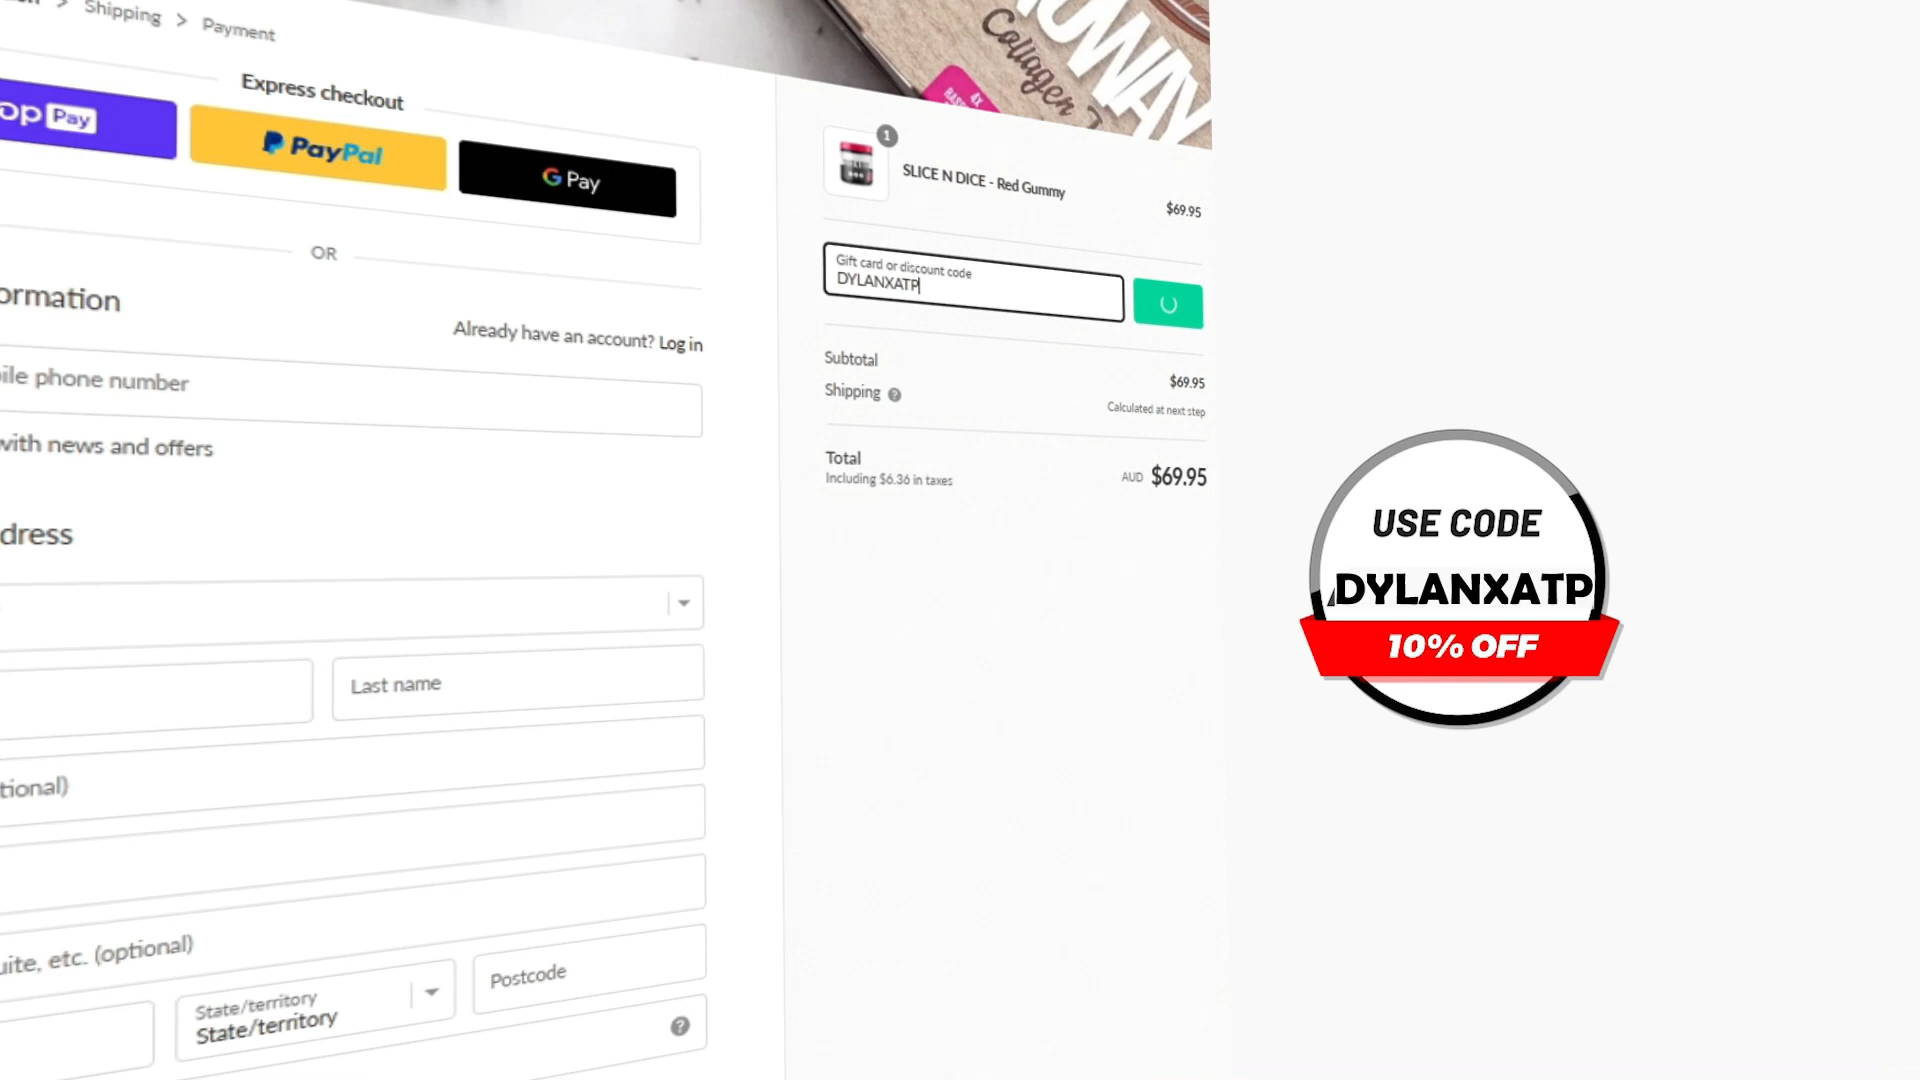 Shipping > Payment
Express checkout
op Pay
PayPal
G Pay
OR
ormation
Already have an account? Log in
ile phone number
with news and offers
dress
Last name
tional)
uite, etc. (optional)
State/territory
State/territory
Postcode
?
OWAY
Collagen
4X
1
SLICE N DICE - Red Gummy
$69.95
Gift card or discount code
DYLANXATP
Subtotal
$69.95
Shipping ?
Calculated at next step
Total
Including $6.36 in taxes
AUD $69.95
USE CODE
DYLANXATP
10% OFF